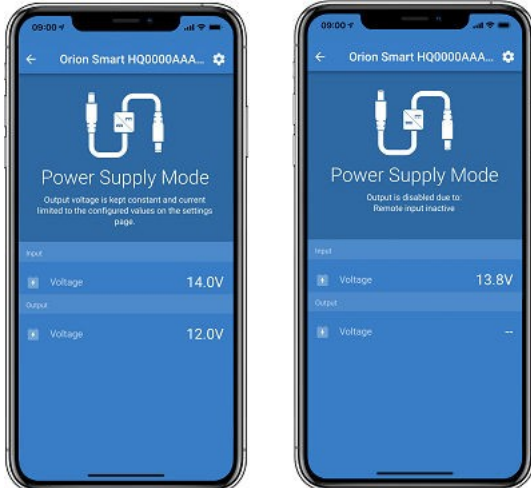 09:00
Orion Smart HQ0000AAA...
Power Supply Mode
Output voltage is kept constant and current
limited to the configured values on the settings
page.
Input
Voltage 14.0V
Output
Voltage 12.0V
09:00
Orion Smart HQ0000AAA...
Power Supply Mode
Output is disabled due to:
Remote input inactive
Input
Voltage 13.8V
Output
Voltage --